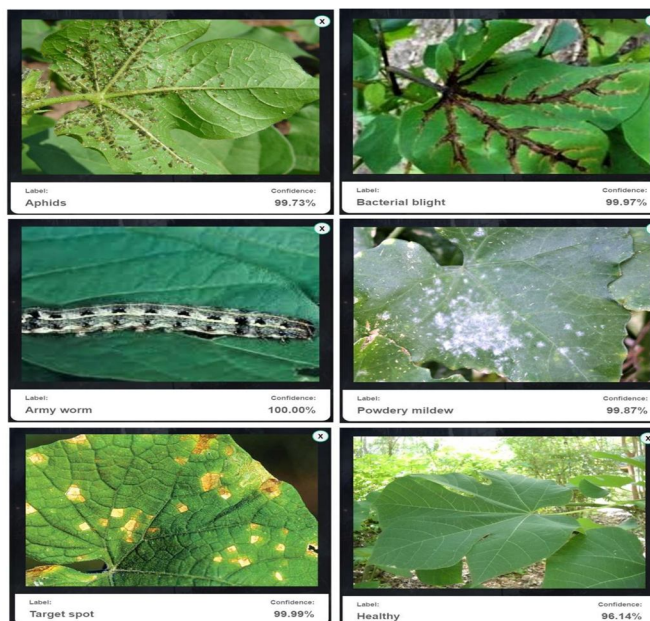 X
Label: Confidence:
Aphids 99.73%
Label: Confidence:
Bacterial blight 99.97%
X
Label: Confidence:
Army worm 100.00%
Label: Confidence:
Powdery mildew 99.87%
X
Label: Confidence:
Target spot 99.99%
X
Label: Confidence:
Healthy 96.14%